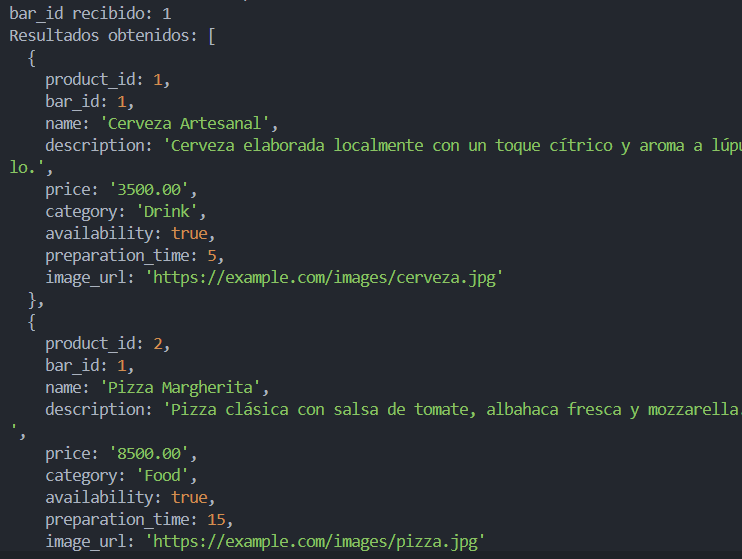 bar_id recibido: 1
Resultados obtenidos: [
  {
    product_id: 1,
    bar_id: 1,
    name: 'Cerveza Artesanal',
    description: 'Cerveza elaborada localmente con un toque cítrico y aroma a lúpu
lo.',
    price: '3500.00',
    category: 'Drink',
    availability: true,
    preparation_time: 5,
    image_url: 'https://example.com/images/cerveza.jpg'
  },
  {
    product_id: 2,
    bar_id: 1,
    name: 'Pizza Margherita',
    description: 'Pizza clásica con salsa de tomate, albahaca fresca y mozzarella.
',
    price: '8500.00',
    category: 'Food',
    availability: true,
    preparation_time: 15,
    image_url: 'https://example.com/images/pizza.jpg'